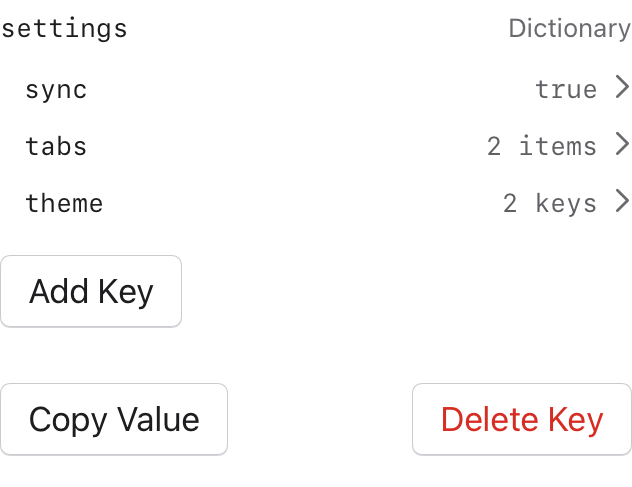 settings Dictionary
sync true
tabs 2 items
theme 2 keys
Add Key
Copy Value Delete Key